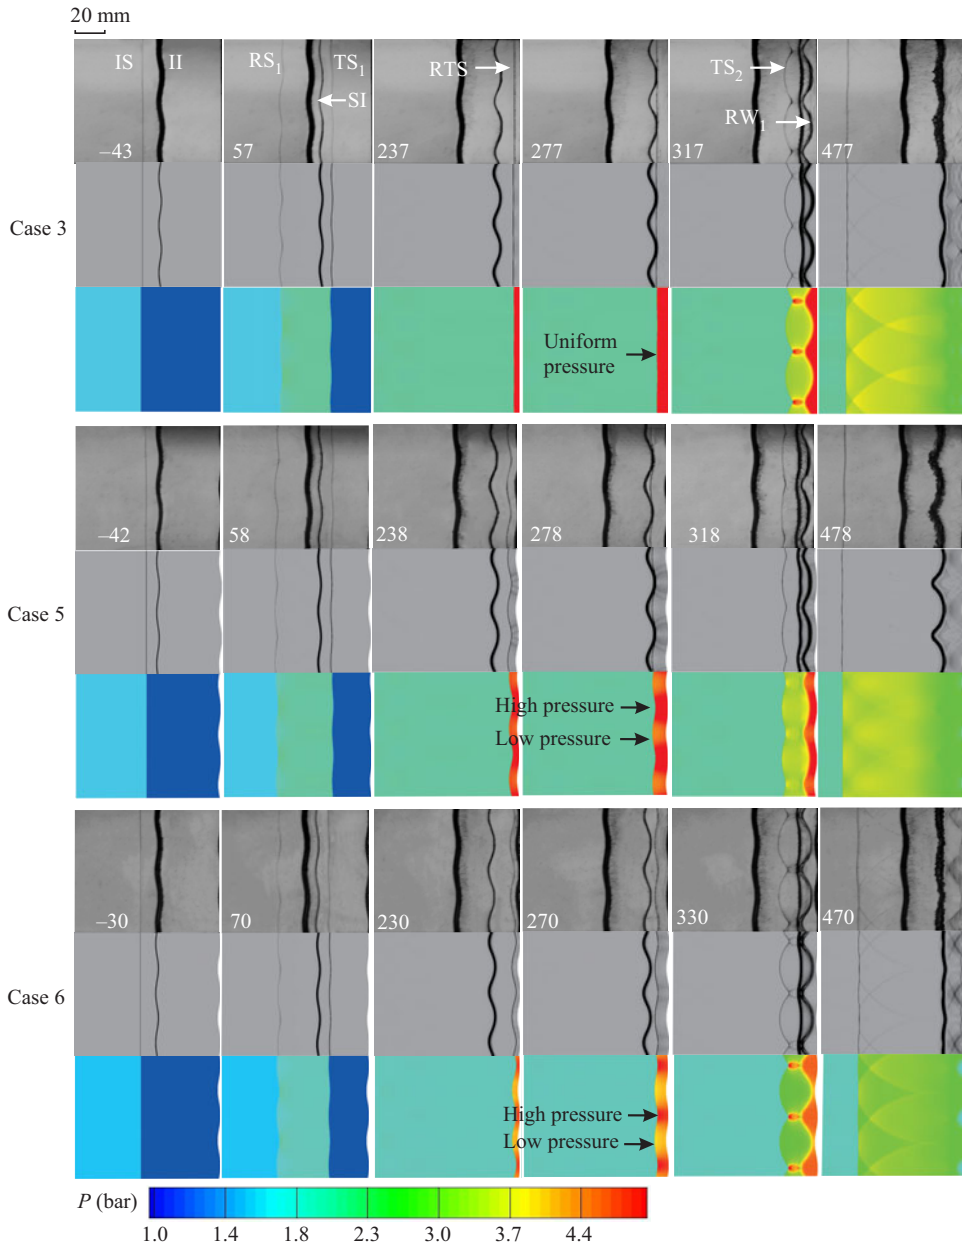 20 mm
IS II RS1 TS1 RTS TS2
SI
RW1
–43 57 237 277 317 477
Case 3
Uniform
pressure
–42 58 238 278 318 478
Case 5
High pressure
Low pressure
–30 70 230 270 330 470
Case 6
High pressure
Low pressure
P (bar)
1.0 1.4 1.8 2.3 3.0 3.7 4.4